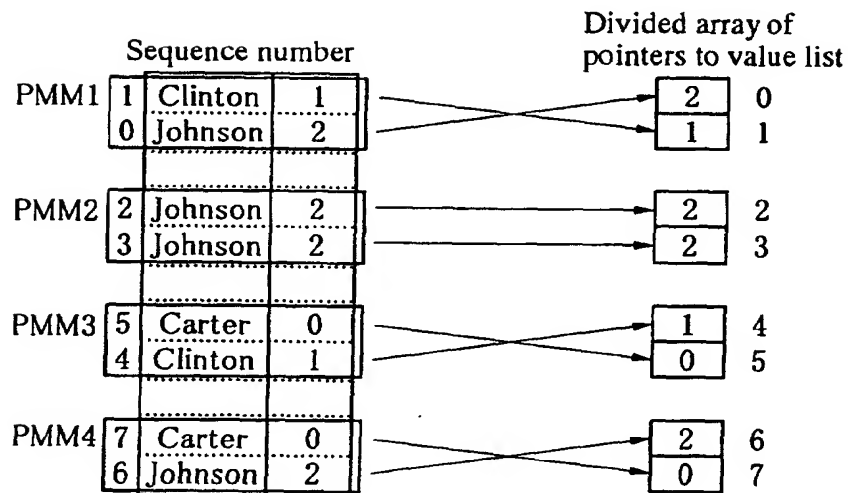 Divided array of
pointers to value list
Sequence number
PMM1 1 Clinton 1 2 0
0 Johnson 2 1 1
PMM2 2 Johnson 2 2 2
3 Johnson 2 2 3
PMM3 5 Carter 0 1 4
4 Clinton 1 0 5
PMM4 7 Carter 0 2 6
6 Johnson 2 0 7